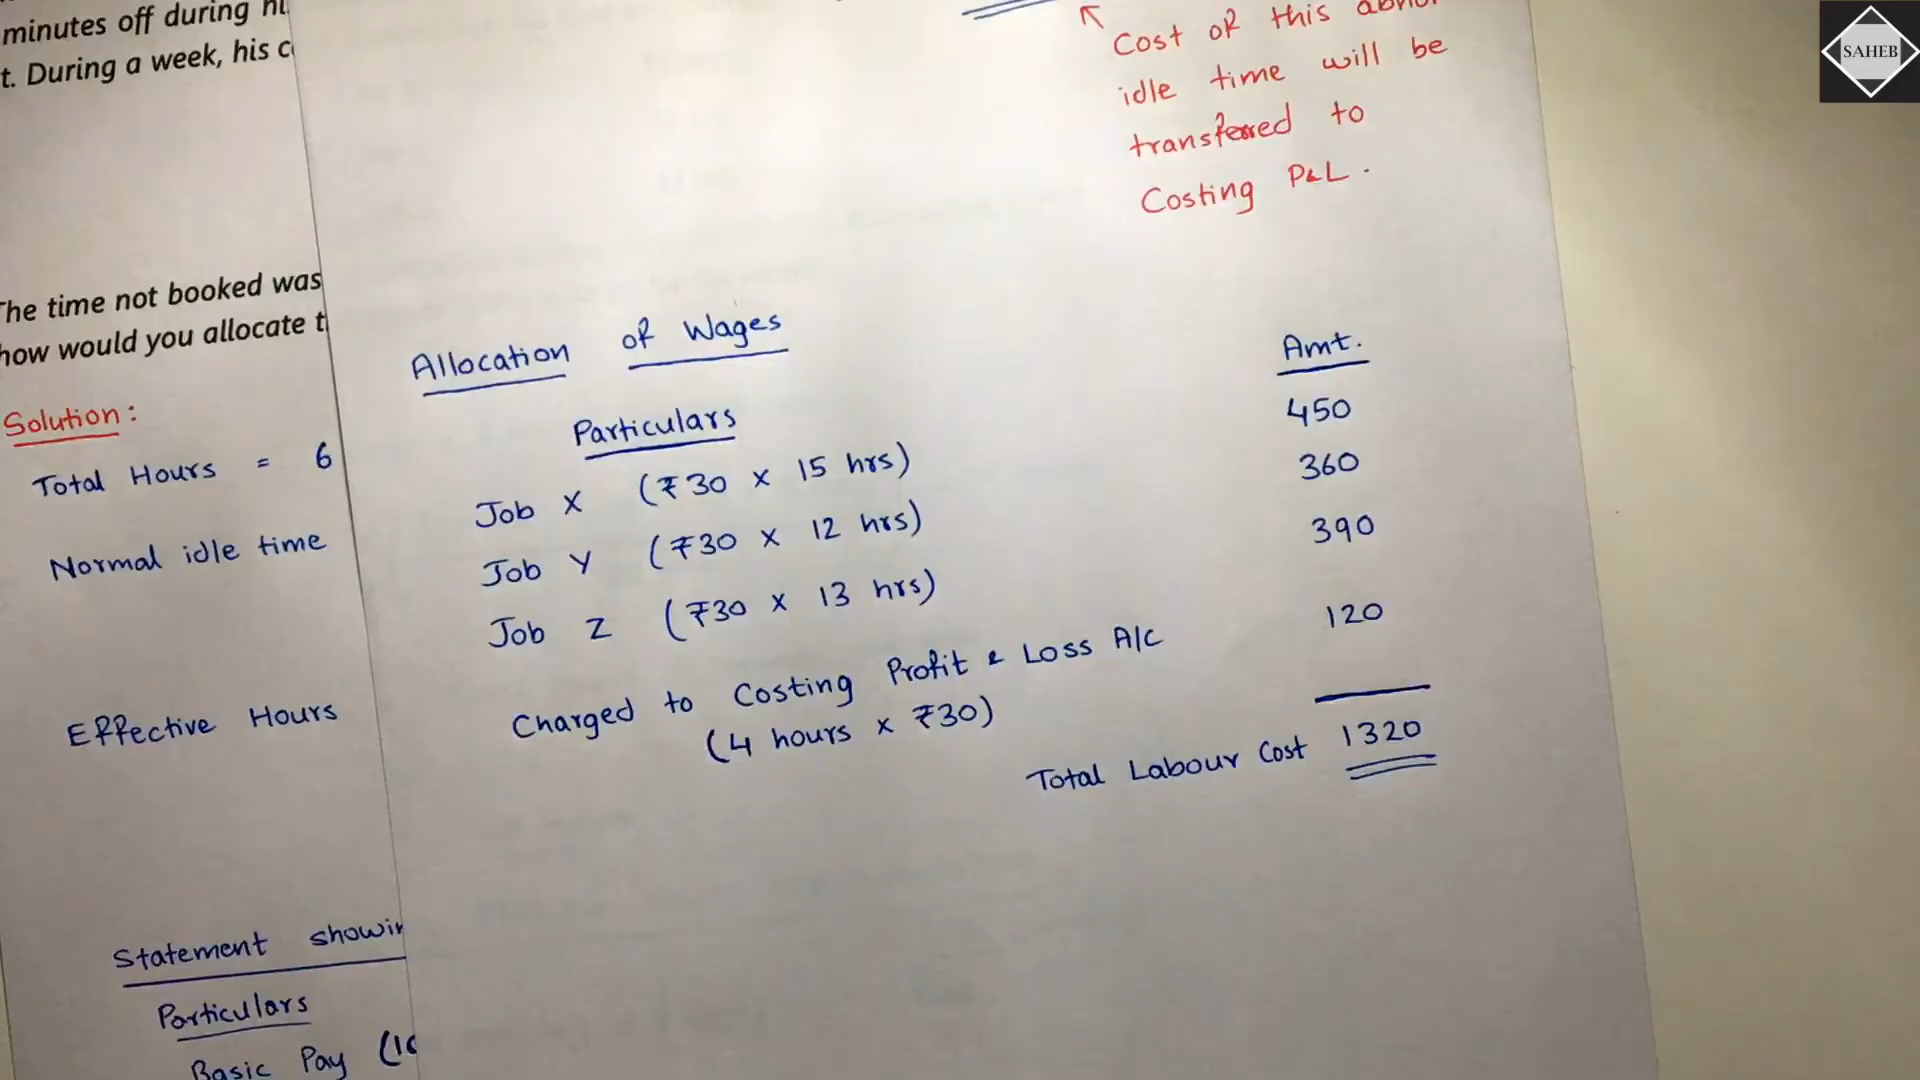 minutes off during
t. During a week, his
The time not booked was
how would you allocate
Solution:
Total Hours = 6
Normal idle time
Effective Hours
Statement
Particulars
Basic Pay
Cost of this
idle time will be
transferred to
Costing P&L.
Allocation of Wages
Particulars Amt.
Job X (₹30 x 15 hrs) 450
Job Y (₹30 x 12 hrs) 360
Job Z (₹30 x 13 hrs) 390
Charged to Costing Profit & Loss A/c 120
(4 hours x ₹30)
Total Labour Cost 1320
SAHEB